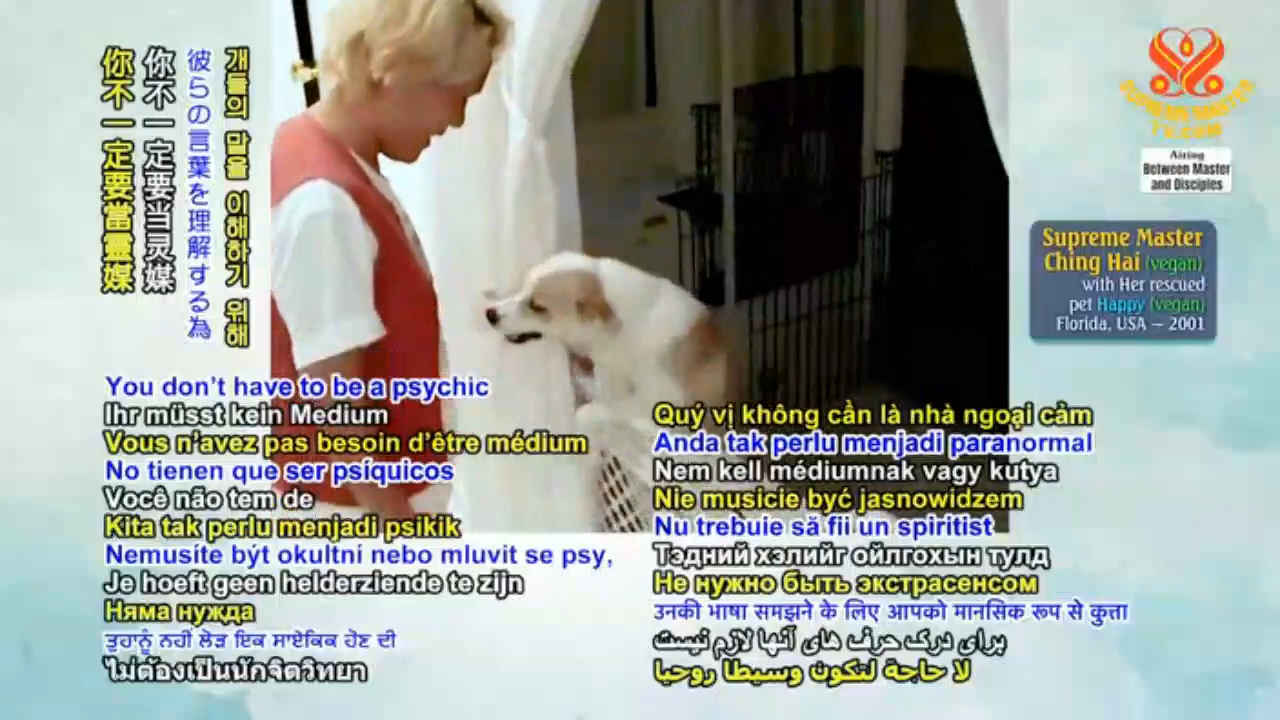 你不一定要當靈媒
你不一定要当灵媒
彼らの言葉を理解する為
개들의 말을 이해하기 위해
SUPREME MASTER
TV.COM
Airing
Between Master
and Disciples
Supreme Master
Ching Hai (vegan)
with Her rescued
pet Happy (vegan)
Florida, USA – 2001
You don't have to be a psychic
Ihr müsst kein Medium
Vous n'avez pas besoin d'être médium
No tienen que ser psíquicos
Você não tem de
Kita tak perlu menjadi psikik
Nemusíte být okultní nebo mluvit se psy,
Je hoeft geen helderziende te zijn
Няма нужда
ਤੁਹਾਨੂੰ ਨਹੀਂ ਲੋੜ ਇਕ ਸਾਏਕਿਕ ਹੋਣ ਦੀ
ไม่ต้องเป็นนักจิตวิทยา
Quý vị không cần là nhà ngoại cảm
Anda tak perlu menjadi paranormal
Nem kell médiumnak vagy kutya
Nie musicie być jasnowidzem
Nu trebuie să fii un spiritist
Тэдний хэлийг ойлгохын тулд
Не нужно быть экстрасенсом
उनकी भाषा समझने के लिए आपको मानसिक रूप से कुत्ता
برای درک حرف های آنها لازم نیست
لا حاجة لتكون وسيطا روحيا